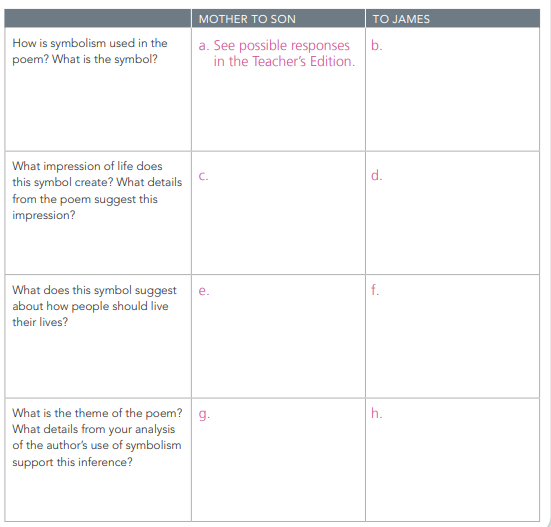 MOTHER TO SON
TO JAMES
How is symbolism used in the
poem? What is the symbol?
a. See possible responses
in the Teacher's Edition.
b.
What impression of life does
this symbol create? What details
from the poem suggest this
impression?
c.
d.
What does this symbol suggest
about how people should live
their lives?
e.
f.
What is the theme of the poem?
What details from your analysis
of the author's use of symbolism
support this inference?
g.
h.